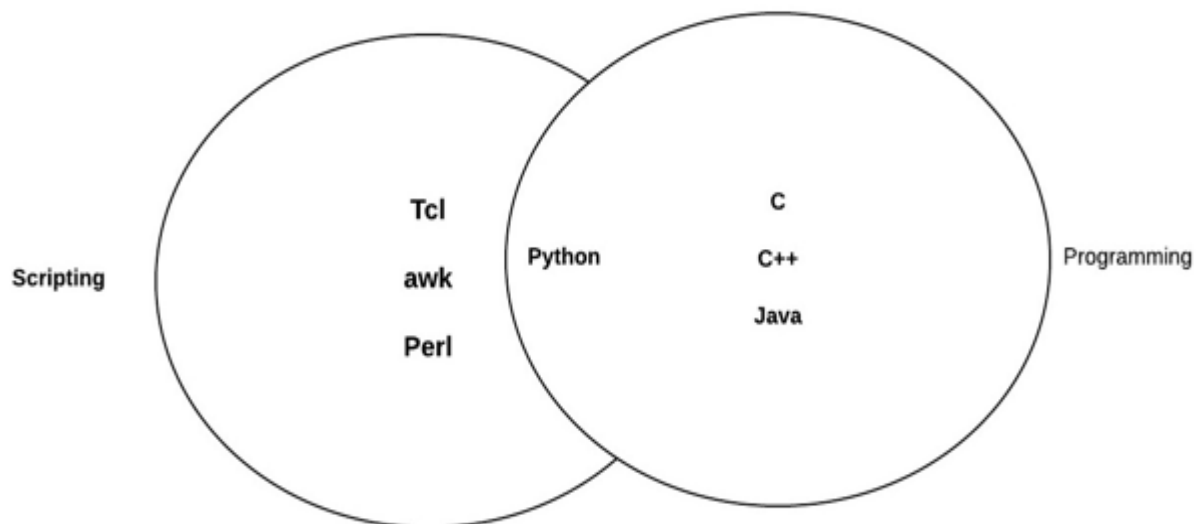 Scripting
Tcl
awk
Perl
Python
C
C++
Java
Programming